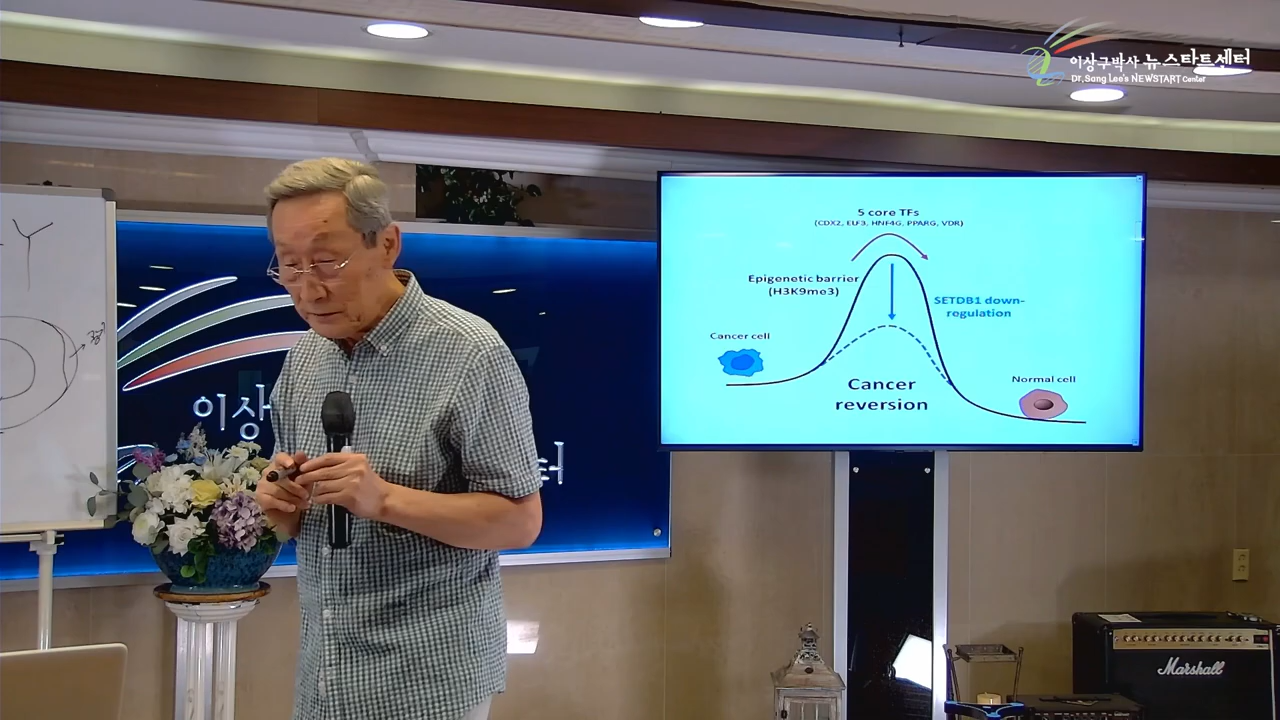 이상구박사 뉴스타트센터
Dr.Sang Lee's NEWSTART Center
Y
5 core TFs
(CDX2, ELF3, HNF4G, PPARG, VDR)
Epigenetic barrier
(H3K9me3)
SETDB1 down-
regulation
Cancer cell
Normal cell
Cancer
reversion
이상
터
Marshall